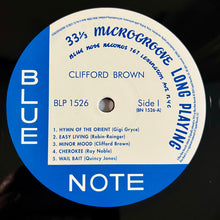 33⅓ MICROGROOVE LONG PLAYING
BLUE NOTE RECORDS 767 LEXINGTON AVE NYC
CLIFFORD BROWN
BLP 1526
Side I
(BN 1526-A)
1. HYMN OF THE ORIENT (Gigi Gryce)
2. EASY LIVING (Robin-Rainger)
3. MINOR MOOD (Clifford Brown)
4. CHEROKEE (Ray Noble)
5. WAIL BAIT (Quincy Jones)
BLUE
NOTE